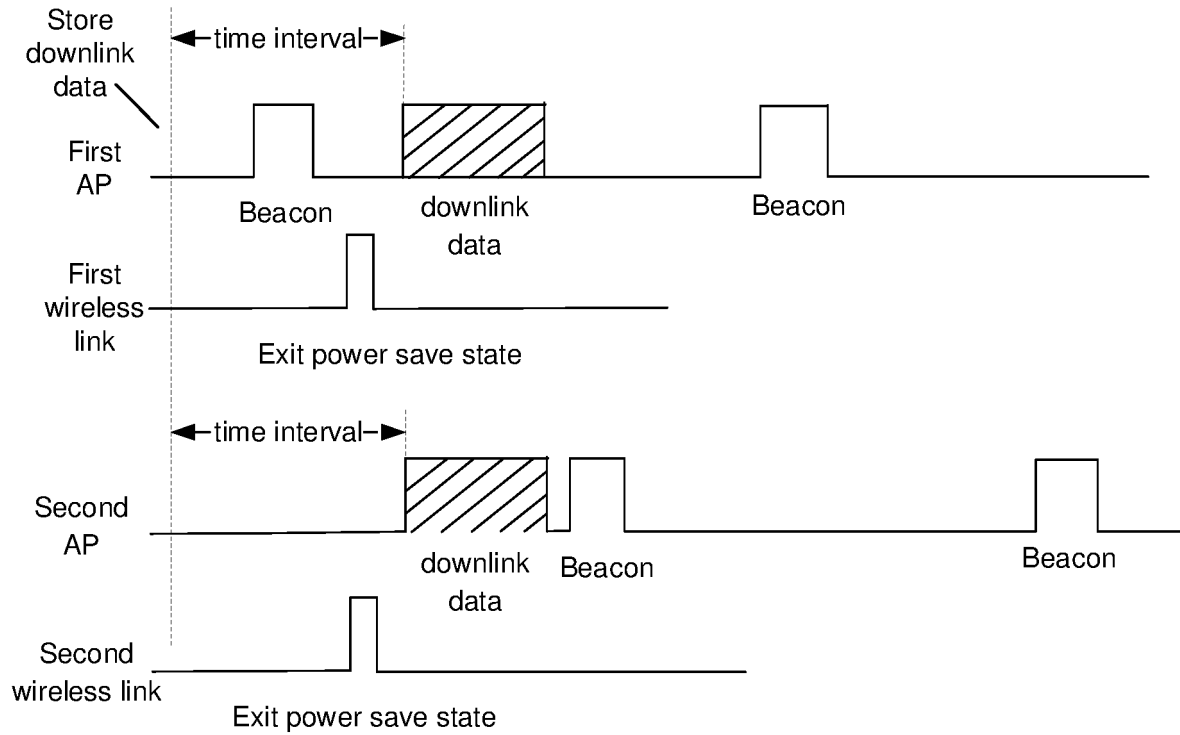 Store
downlink
data
time interval
First
AP
Beacon
downlink
data
Beacon
First
wireless
link
Exit power save state
time interval
Second
AP
downlink
data
Beacon
Beacon
Second
wireless link
Exit power save state